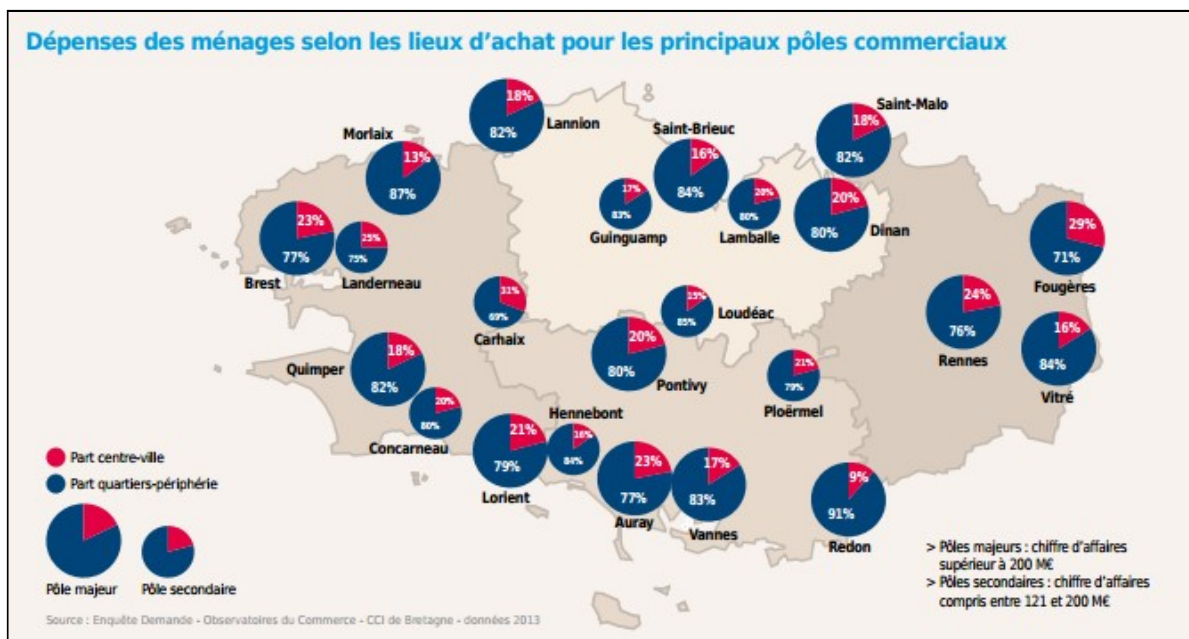 Dépenses des ménages selon les lieux d'achat pour les principaux pôles commerciaux
18%
82%
Lannion
Saint-Malo
18%
82%
Morlaix
13%
87%
Saint-Brieuc
16%
84%
17%
83%
Guinguamp
20%
80%
Lamballe
20%
80%
Dinan
23%
77%
Brest
25%
75%
Landerneau
29%
71%
Fougères
31%
69%
Carhaix
15%
85%
Loudéac
24%
76%
Rennes
16%
84%
Vitré
Quimper
18%
82%
20%
80%
Pontivy
21%
79%
Ploërmel
20%
80%
Concarneau
Hennebont
16%
84%
21%
79%
Lorient
23%
77%
Auray
17%
83%
Vannes
9%
91%
Redon
Part centre-ville
Part quartiers-périphérie
Pôle majeur
Pôle secondaire
> Pôles majeurs : chiffre d'affaires
supérieur à 200 M€
> Pôles secondaires : chiffre d'affaires
compris entre 121 et 200 M€
Source : Enquête Demande - Observatoires du Commerce - CCI de Bretagne - données 2013